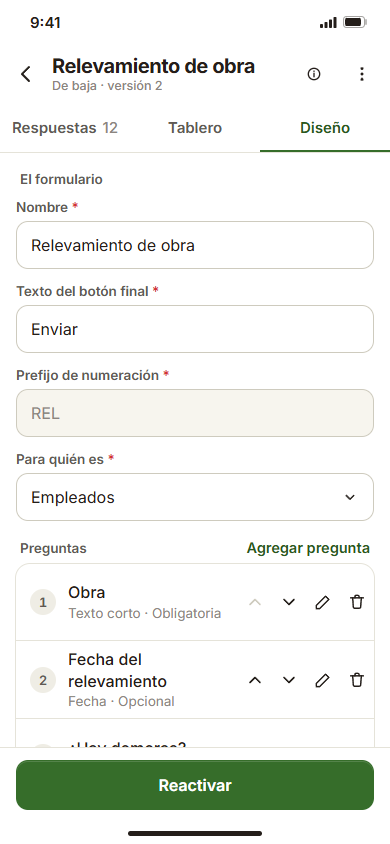 9:41
Relevamiento de obra
De baja · versión 2
Respuestas 12
Tablero
Diseño
El formulario
Nombre *
Relevamiento de obra
Texto del botón final *
Enviar
Prefijo de numeración *
REL
Para quién es *
Empleados
Preguntas
Agregar pregunta
1
Obra
Texto corto · Obligatoria
2
Fecha del
relevamiento
Fecha · Opcional
Reactivar